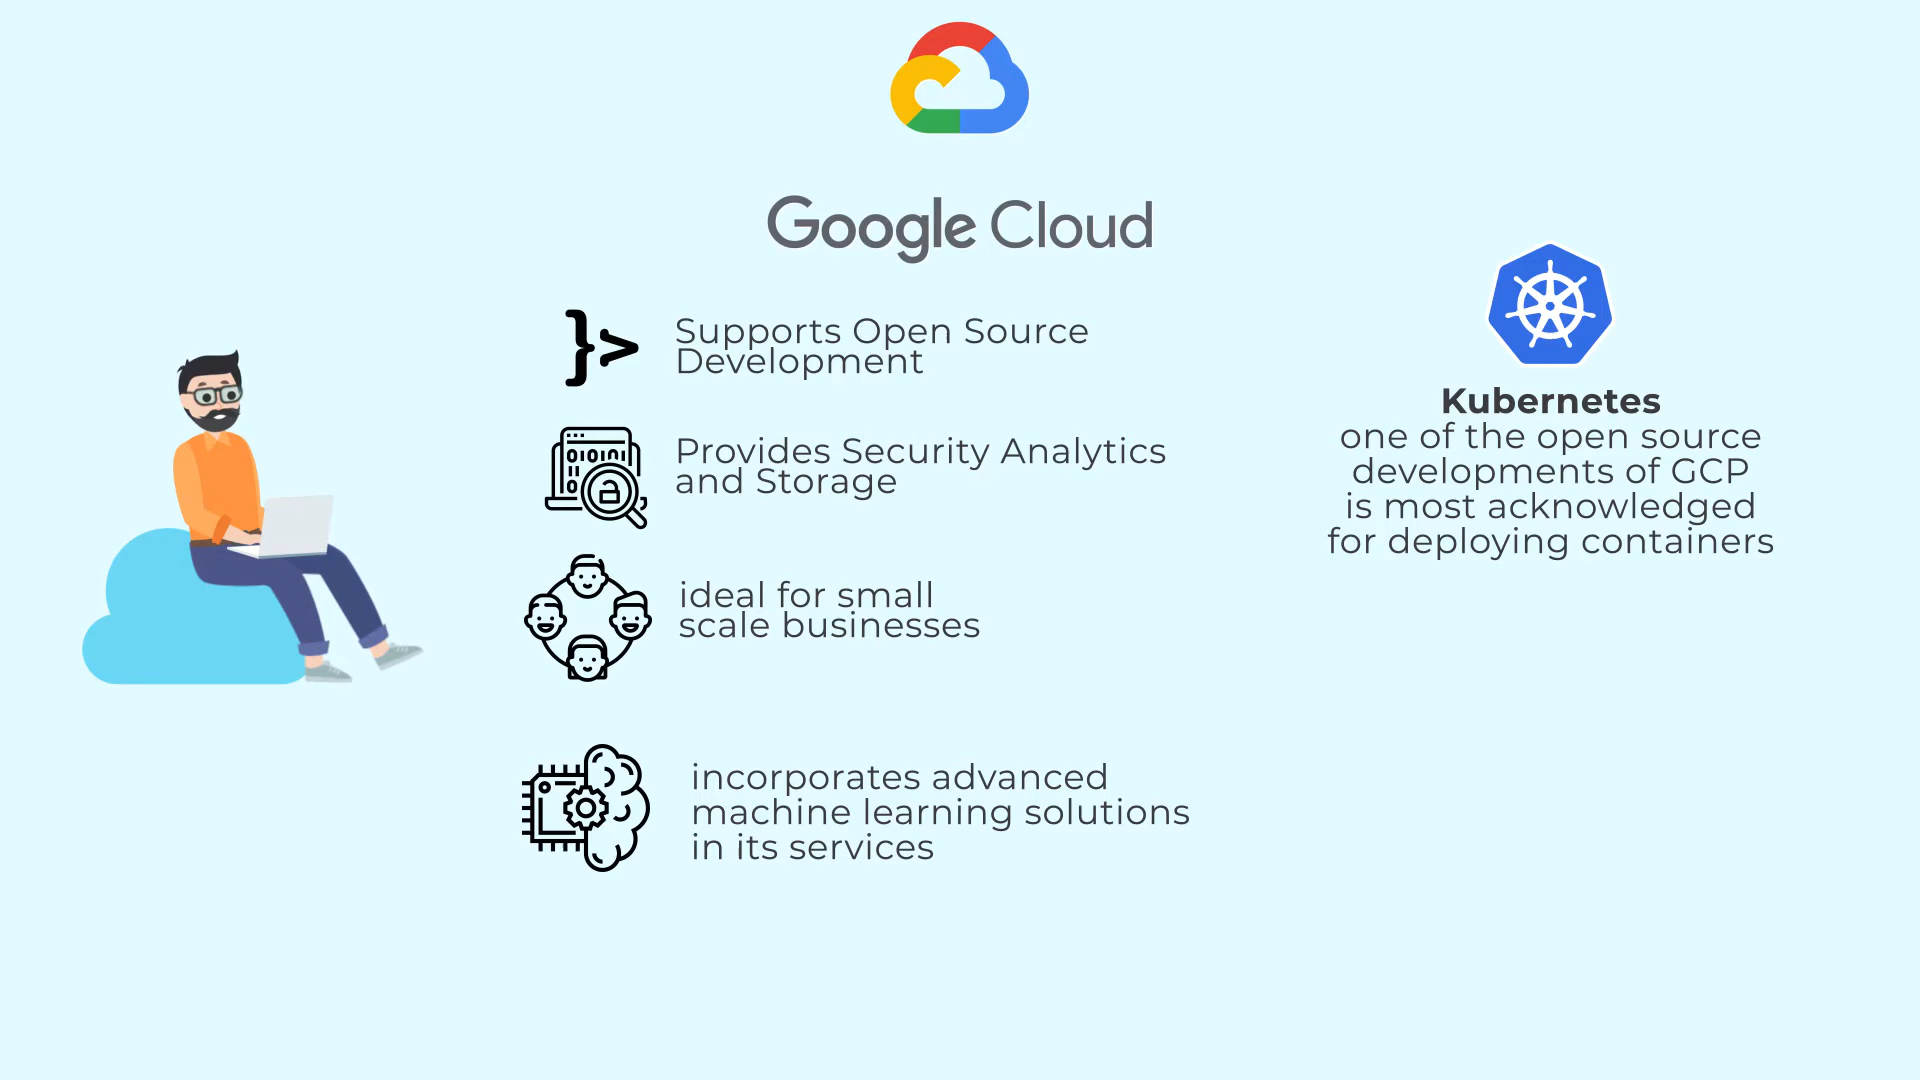 Google Cloud
Supports Open Source
Development
Provides Security Analytics
and Storage
ideal for small
scale businesses
incorporates advanced
machine learning solutions
in its services
Kubernetes
one of the open source
developments of GCP
is most acknowledged
for deploying containers